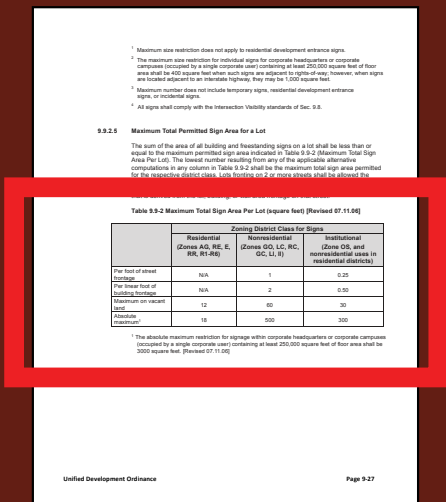 1 Maximum size restriction does not apply to residential development entrance signs.
2 The maximum size restriction for individual signs for corporate headquarters or corporate
campuses (occupied by a single corporate user) containing at least 250,000 square feet of floor
area shall be 400 square feet when such signs are adjacent to rights-of-way; however, when signs
are located adjacent to an interstate highway, they may be 1,000 square feet.
3 Maximum number does not include temporary signs, residential development entrance
signs, or incidental signs.
4 All signs shall comply with the Intersection Visibility standards of Sec. 9.8.
9.9.2.5 Maximum Total Permitted Sign Area for a Lot
The sum of the area of all building and freestanding signs on a lot shall be less than or
equal to the maximum permitted sign area indicated in Table 9.9-2 (Maximum Total Sign
Area Per Lot). The lowest number resulting from any of the applicable alternative
computations in any column in Table 9.9-2 shall be the maximum total sign area permitted
for the respective district class. Lots fronting on 2 or more streets shall be allowed the
Table 9.9-2 Maximum Total Sign Area Per Lot (square feet) [Revised 07.11.06]
Zoning District Class for Signs
Residential Nonresidential Institutional
(Zones AG, RE, E, (Zones GO, LC, RC, (Zone OS, and
RR, R1-R6) GC, LI, II) nonresidential uses in
residential districts)
Per foot of street
frontage N/A 1 0.25
Per linear foot of
building frontage N/A 2 0.50
Maximum on vacant
land 12 60 30
Absolute
maximum1 18 500 300
1 The absolute maximum restriction for signage within corporate headquarters or corporate campuses
(occupied by a single corporate user) containing at least 250,000 square feet of floor area shall be
3000 square feet. [Revised 07.11.06]
Unified Development Ordinance Page 9-27